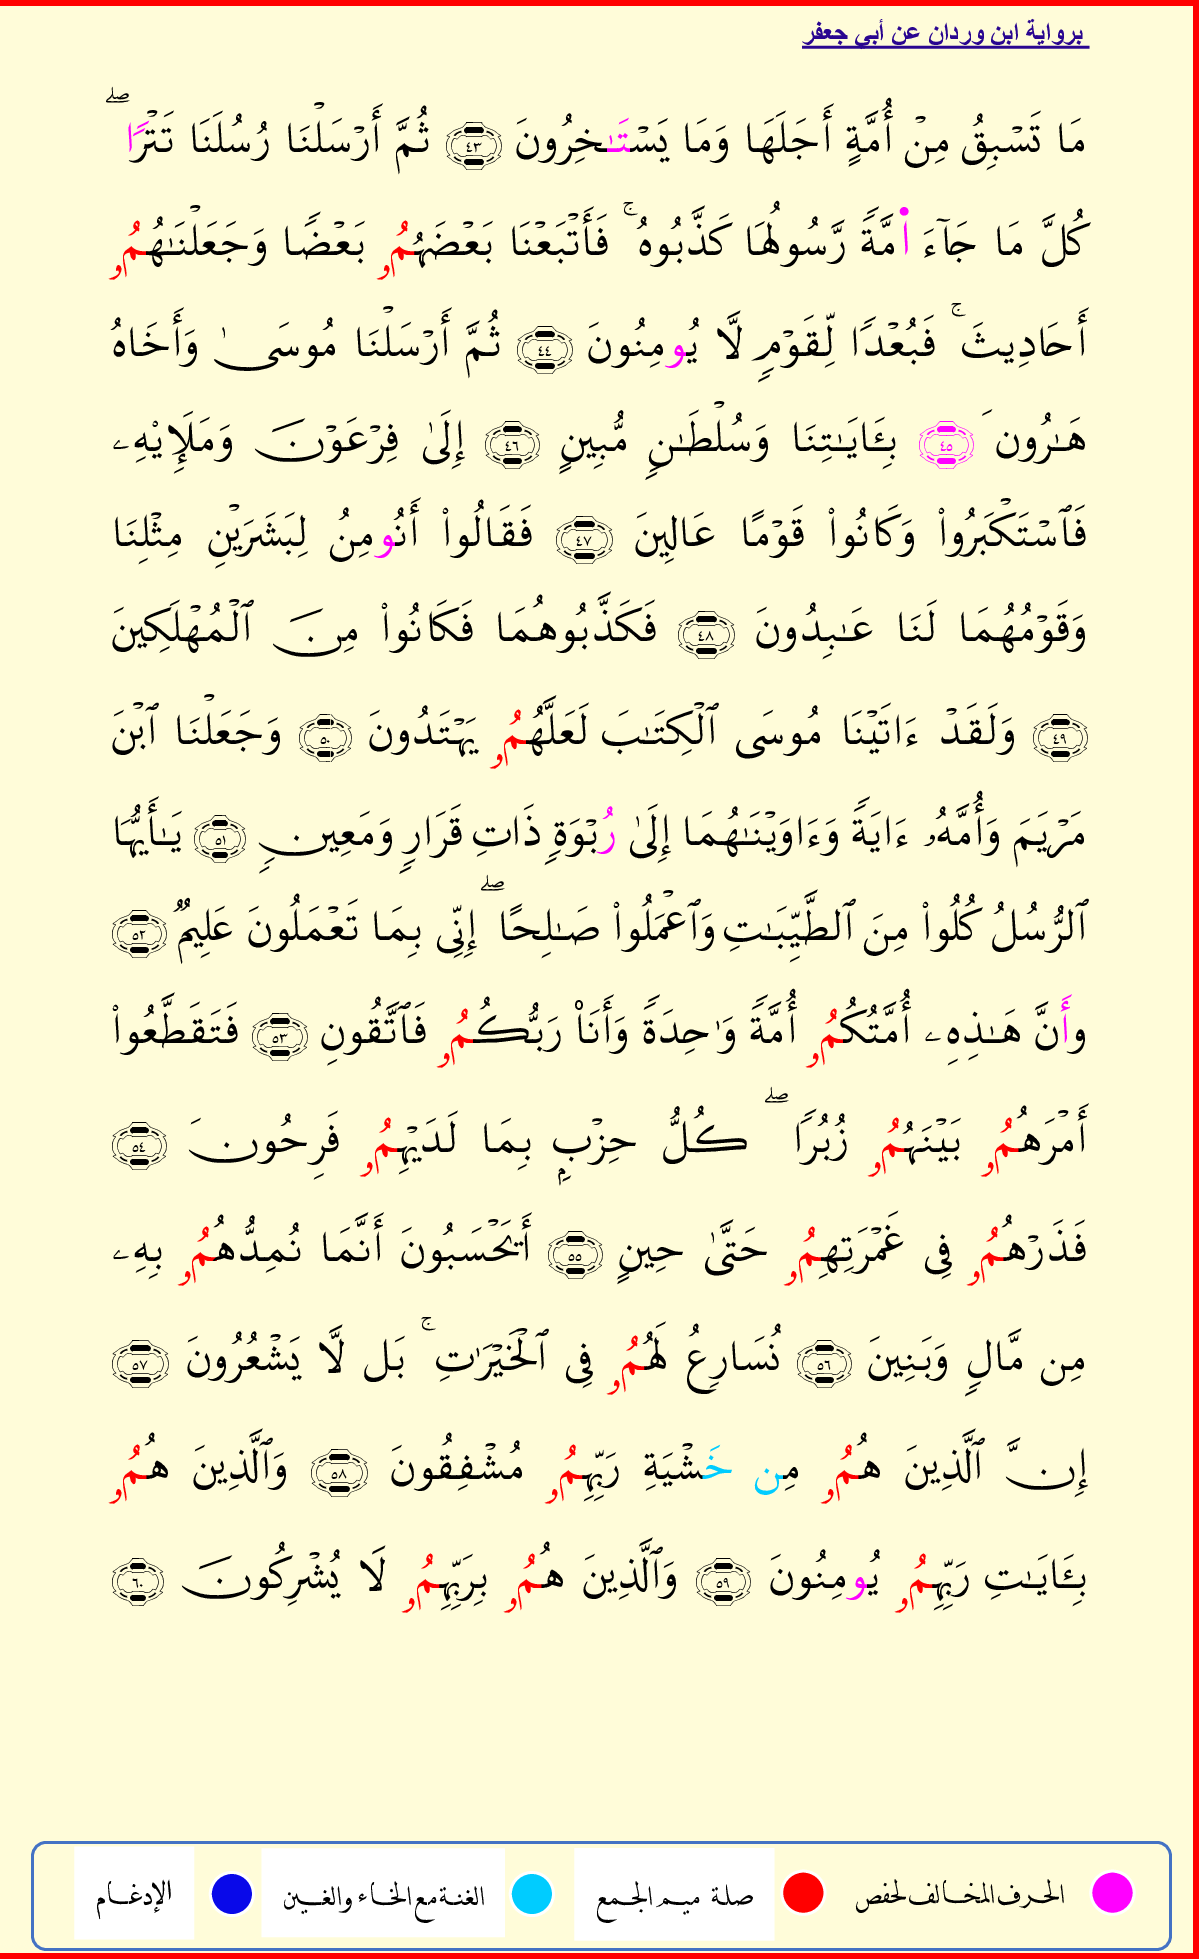 برواية ابن وردان عن أبي جعفر
مَا تَسْبِقُ مِنْ أُمَّةٍ أَجَلَهَا وَمَا يَسْتَـٰخِرُونَ ٤٣ ثُمَّ أَرْسَلْنَا رُسُلَنَا تَتْرًا ۖ
كُلَّ مَا جَآءَ ا۬مَّةً رَّسُولُهَا كَذَّبُوهُ ۚ فَأَتْبَعْنَا بَعْضَهُمُۥ بَعْضًا وَجَعَلْنَـٰهُمُۥ
أَحَادِيثَ ۚ فَبُعْدًا لِّقَوْمٍ لَّا يُومِنُونَ ٤٤ ثُمَّ أَرْسَلْنَا مُوسَىٰ وَأَخَاهُ
هَـٰرُونَ ٤٥ بِـَٔايَـٰتِنَا وَسُلْطَـٰنٍ مُّبِينٍ ٤٦ إِلَىٰ فِرْعَوْنَ وَمَلَإِيْهِۦ
فَٱسْتَكْبَرُوا۟ وَكَانُوا۟ قَوْمًا عَالِينَ ٤٧ فَقَالُوا۟ أَنُومِنُ لِبَشَرَيْنِ مِثْلِنَا
وَقَوْمُهُمَا لَنَا عَـٰبِدُونَ ٤٨ فَكَذَّبُوهُمَا فَكَانُوا۟ مِنَ ٱلْمُهْلَكِينَ
٤٩ وَلَقَدْ ءَاتَيْنَا مُوسَى ٱلْكِتَـٰبَ لَعَلَّهُمُۥ يَهْتَدُونَ ٥٠ وَجَعَلْنَا ٱبْنَ
مَرْيَمَ وَأُمَّهُۥ ءَايَةً وَءَاوَيْنَـٰهُمَا إِلَىٰ رُبْوَةٍ ذَاتِ قَرَارٍ وَمَعِينٍ ٥١ يَـٰأَيُّهَا
ٱلرُّسُلُ كُلُوا۟ مِنَ ٱلطَّيِّبَـٰتِ وَٱعْمَلُوا۟ صَـٰلِحًا ۖ إِنِّى بِمَا تَعْمَلُونَ عَلِيمٌ ٥٢
وأَنَّ هَـٰذِهِۦ أُمَّتُكُمُۥ أُمَّةً وَٰحِدَةً وَأَنَا۠ رَبُّكُمُۥ فَٱتَّقُونِ ٥٣ فَتَقَطَّعُوا۟
أَمْرَهُمُۥ بَيْنَهُمُۥ زُبُرًا ۖ كُلُّ حِزْبٍ بِمَا لَدَيْهِمُۥ فَرِحُونَ ٥٤
فَذَرْهُمُۥ فِى غَمْرَتِهِمُۥ حَتَّىٰ حِينٍ ٥٥ أَيَحْسَبُونَ أَنَّمَا نُمِدُّهُمُۥ بِهِۦ
مِن مَّالٍ وَبَنِينَ ٥٦ نُسَارِعُ لَهُمُۥ فِى ٱلْخَيْرَٰتِ ۚ بَل لَّا يَشْعُرُونَ ٥٧
إِنَّ ٱلَّذِينَ هُمُۥ مِن خَشْيَةِ رَبِّهِمُۥ مُشْفِقُونَ ٥٨ وَٱلَّذِينَ هُمُۥ
بِـَٔايَـٰتِ رَبِّهِمُۥ يُومِنُونَ ٥٩ وَٱلَّذِينَ هُمُۥ بِرَبِّهِمُۥ لَا يُشْرِكُونَ ٦٠
الحرف المخالف لحفص صلة ميم الجمع الغنة مع الخاء والغين الإدغام